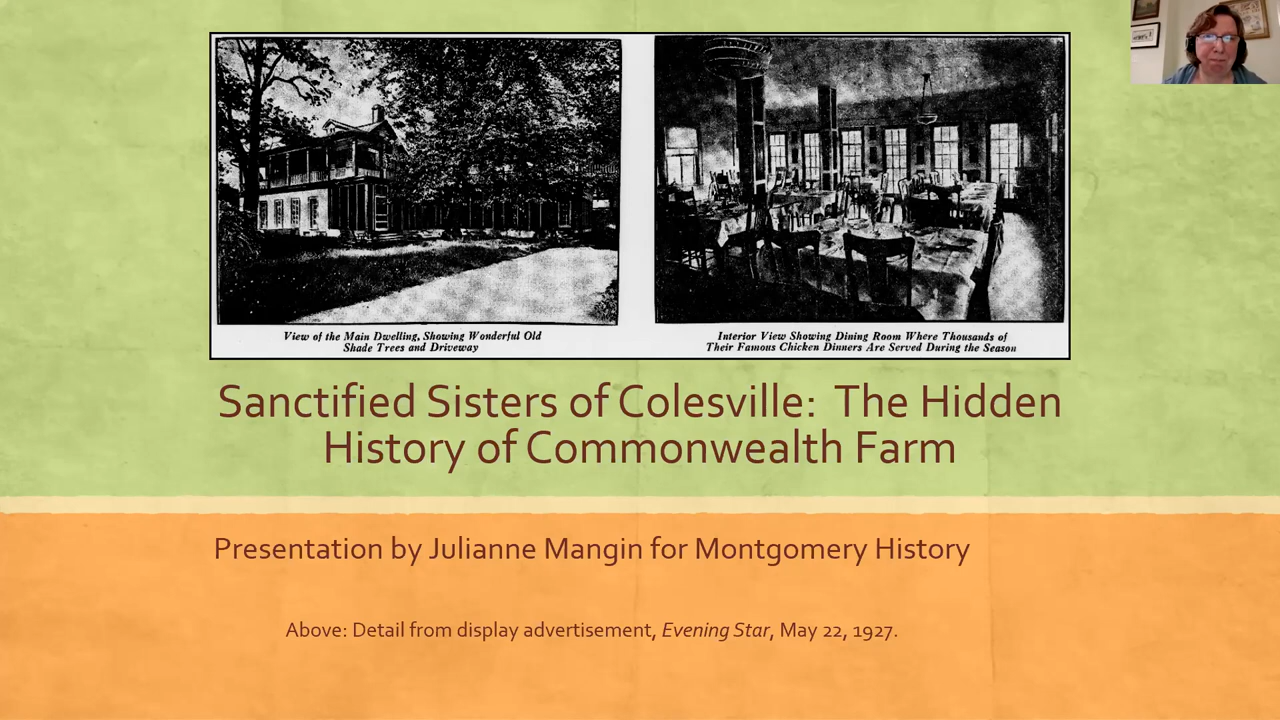 View of the Main Dwelling, Showing Wonderful Old
Shade Trees and Driveway
Interior View Showing Dining Room Where Thousands of
Their Famous Chicken Dinners Are Served During the Season
Sanctified Sisters of Colesville: The Hidden
History of Commonwealth Farm
Presentation by Julianne Mangin for Montgomery History
Above: Detail from display advertisement, Evening Star, May 22, 1927.